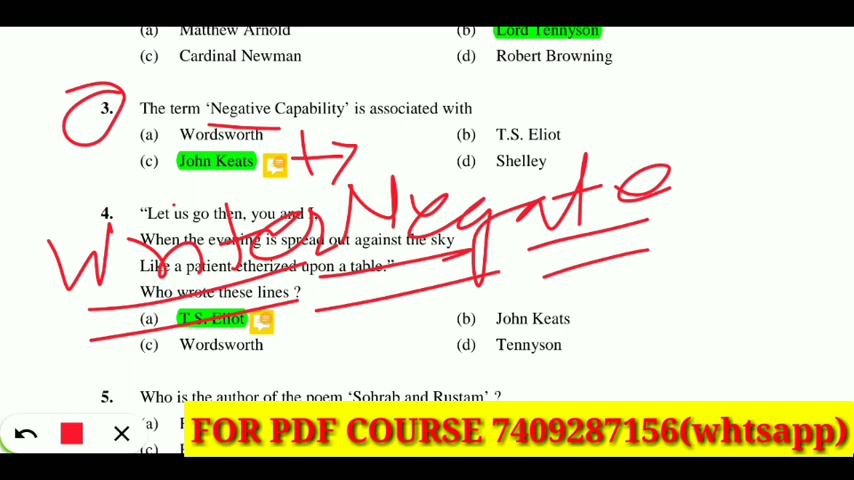 (a) Matthew Arnold (b) Lord Tennyson
(c) Cardinal Newman (d) Robert Browning
3. The term ‘Negative Capability’ is associated with
(a) Wordsworth (b) T.S. Eliot
(c) John Keats (d) Shelley
4. “Let us go then, you and I,
When the evening is spread out against the sky
Like a patient etherized upon a table.”
Who wrote these lines ?
(a) T.S. Eliot (b) John Keats
(c) Wordsworth (d) Tennyson
5. Who is the author of the poem ‘Sohrab and Rustam’ ?
(a)
(c)
Negate
FOR PDF COURSE 7409287156(whtsapp)